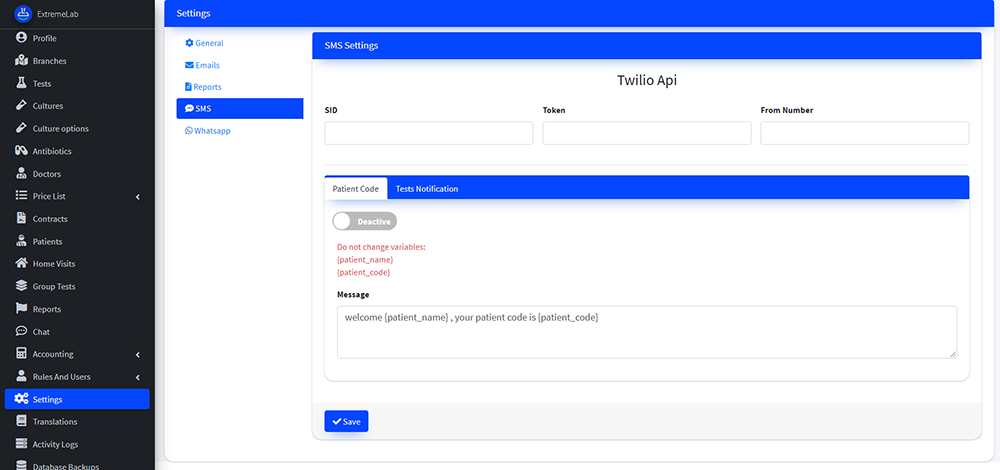 ExtremeLab
Profile
Branches
Tests
Cultures
Culture options
Antibiotics
Doctors
Price List
Contracts
Patients
Home Visits
Group Tests
Reports
Chat
Accounting
Rules And Users
Settings
Translations
Activity Logs
Database Backups
Settings
General
Emails
Reports
SMS
Whatsapp
SMS Settings
Twilio Api
SID Token From Number
Patient Code Tests Notification
Deactive
Do not change variables:
{patient_name}
{patient_code}
Message
welcome {patient_name} , your patient code is {patient_code}
Save